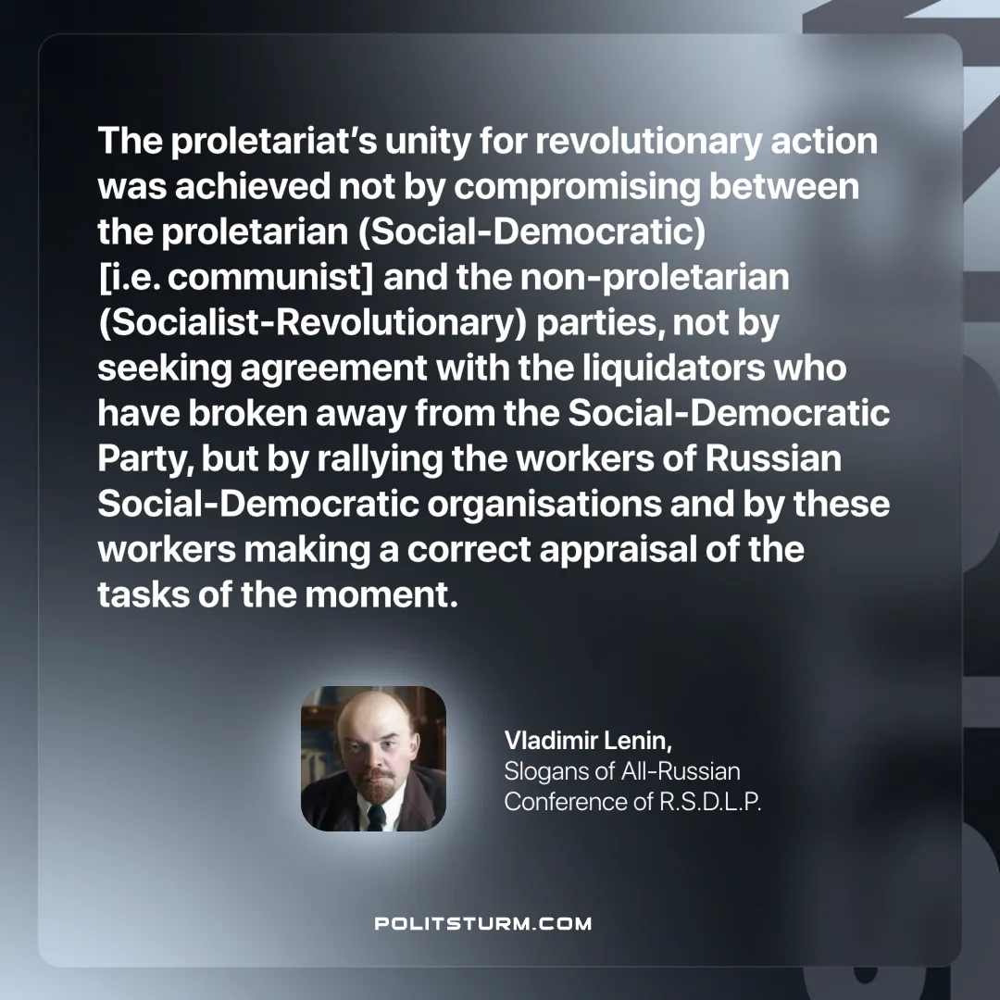 The proletariat’s unity for revolutionary action
was achieved not by compromising between
the proletarian (Social-Democratic)
[i.e. communist] and the non-proletarian
(Socialist-Revolutionary) parties, not by
seeking agreement with the liquidators who
have broken away from the Social-Democratic
Party, but by rallying the workers of Russian
Social-Democratic organisations and by these
workers making a correct appraisal of the
tasks of the moment.
Vladimir Lenin,
Slogans of All-Russian
Conference of R.S.D.L.P.
POLITSTURM.COM